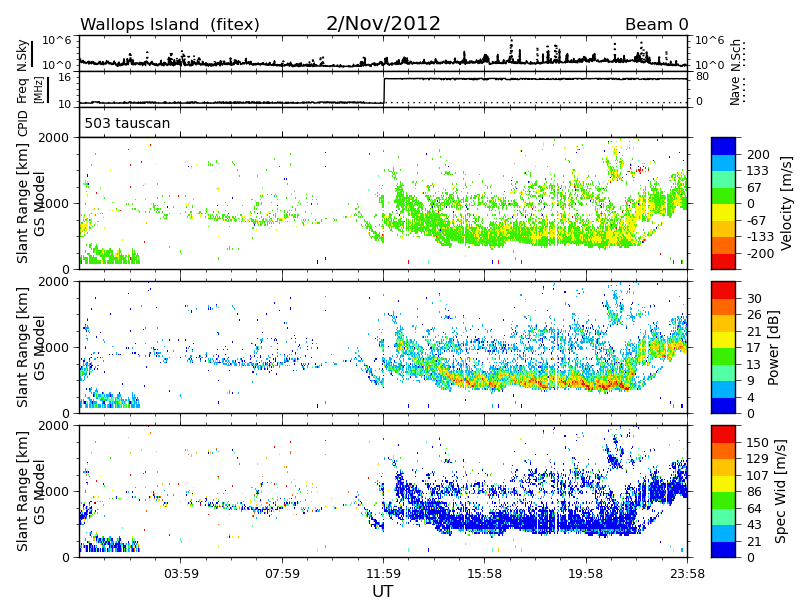 Wallops Island (fitex) 2/Nov/2012 Beam 0
N.Sky 10^6 10^0 10^6 10^0 N.Sch
Freq [MHz] 16 10 80 0 Nave
CPID 503 tauscan
Slant Range [km] GS Model 2000 1000 0
200 133 67 0 -67 -133 -200 Velocity [m/s]
Slant Range [km] GS Model 2000 1000 0
30 26 21 17 13 9 4 0 Power [dB]
Slant Range [km] GS Model 2000 1000 0
150 129 107 86 64 43 21 0 Spec Wid [m/s]
03:59 07:59 11:59 15:58 19:58 23:58
UT